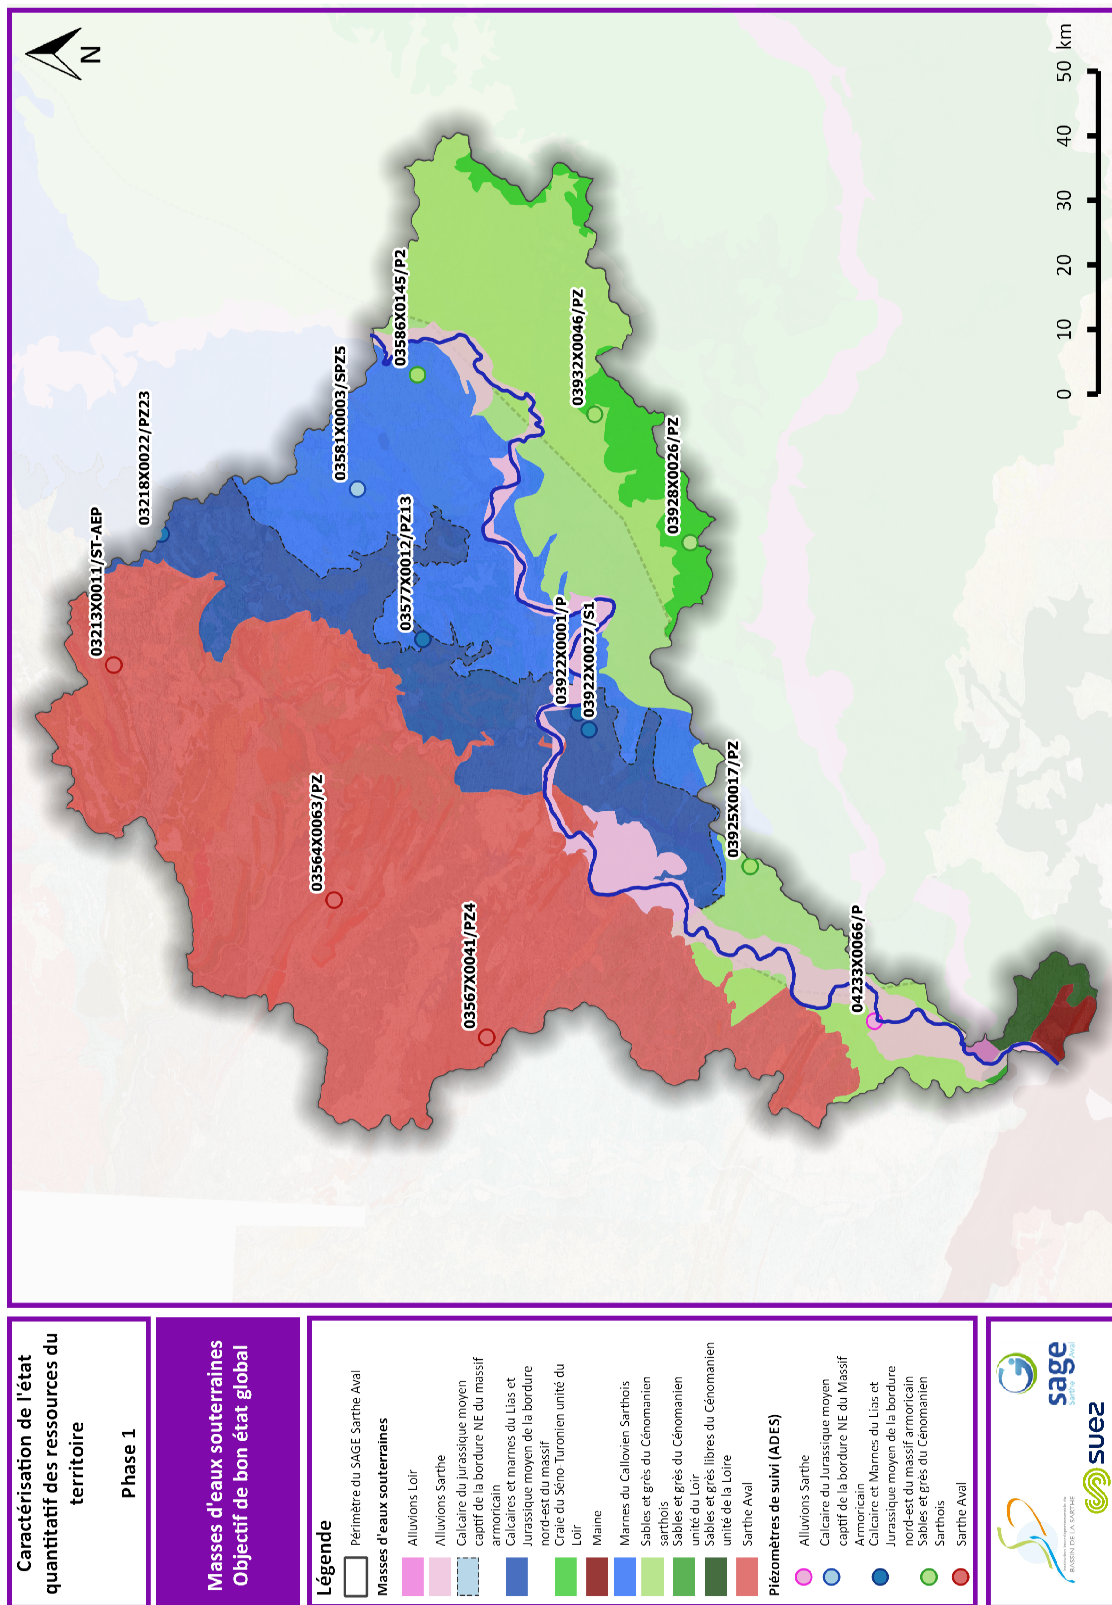 Caractérisation de l'état
quantitatif des ressources du
territoire
Phase 1
Masses d'eaux souterraines
Objectif de bon état global
Légende
Périmètre du SAGE Sarthe Aval
Masses d'eaux souterraines
Alluvions Loir
Alluvions Sarthe
Calcaire du jurassique moyen
captif de la bordure NE du massif
armoricain
Calcaires et marnes du Lias et
Jurassique moyen de la bordure
nord-est du massif
Craie du Séno-Turonien unité du
Loir
Maine
Marnes du Callovien Sarthois
Sables et grès du Cénomanien
sarthois
Sables et grès du Cénomanien
unité du Loir
Sables et grès libres du Cénomanien
unité de la Loire
Sarthe Aval
Piézomètres de suivi (ADES)
Alluvions Sarthe
Calcaire du Jurassique moyen
captif de la bordure NE du Massif
Armoricain
Calcaire et Marnes du Lias et
Jurassique moyen de la bordure
nord-est du massif armoricain
Sables et grès du Cénomanien
Sarthois
Sarthe Aval
BASSIN DE LA SARTHE
sage
Sarthe Aval
suez
N
03213X0011/ST-AEP
03218X0022/PZ23
03581X0003/SPZ5
03586X0145/P2
03564X0063/PZ
03577X0012/PZ13
03567X0041/PZ4
03922X0001/P
03922X0027/S1
03932X0046/PZ
03928X0026/PZ
03925X0017/PZ
04233X0066/P
0 10 20 30 40 50 km